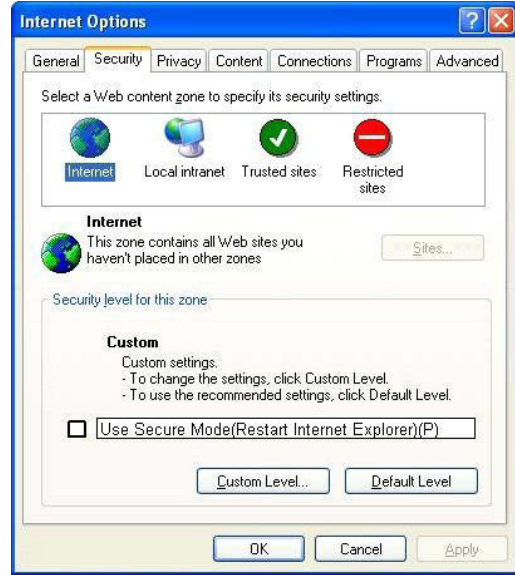 Internet Options
General Security Privacy Content Connections Programs Advanced
Select a Web content zone to specify its security settings.
Internet Local intranet Trusted sites Restricted sites
Internet
This zone contains all Web sites you
haven't placed in other zones
Sites...
Security level for this zone
Custom
Custom settings.
- To change the settings, click Custom Level.
- To use the recommended settings, click Default Level.
Use Secure Mode(Restart Internet Explorer)(P)
Custom Level... Default Level
OK Cancel Apply